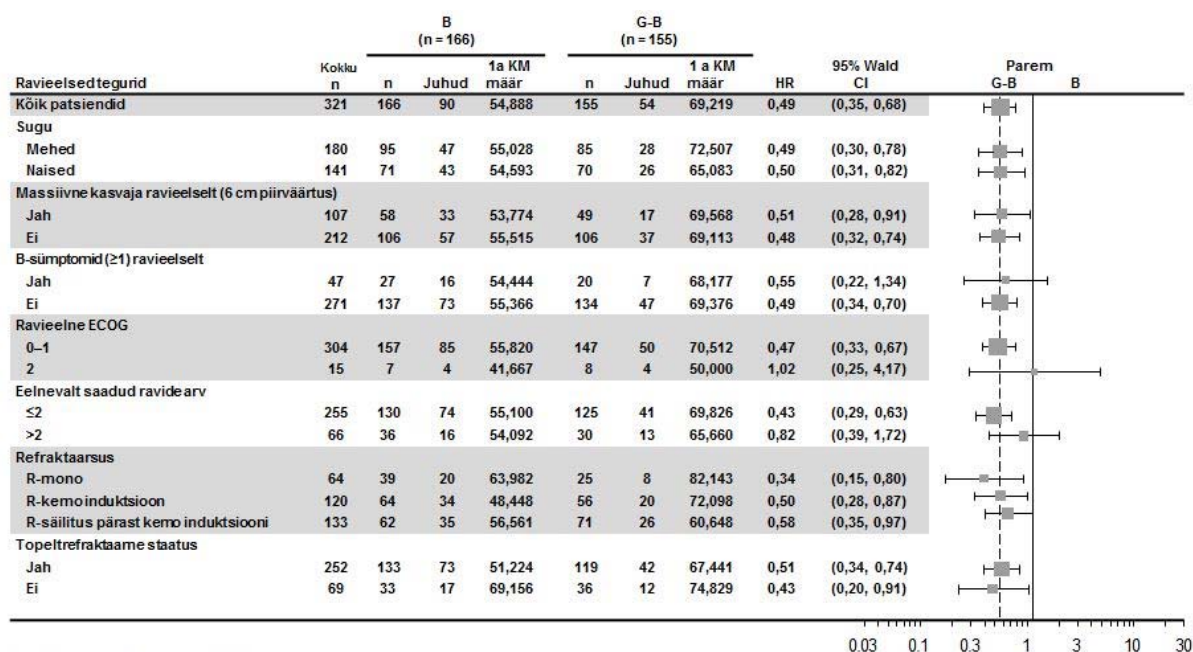 B G-B
(n = 166) (n = 155)
Kokku 1a KM 1 a KM 95% Wald Parem
Ravieelsed tegurid n n Juhud määr n Juhud määr HR CI G-B B
Kõik patsiendid 321 166 90 54,888 155 54 69,219 0,49 (0,35, 0,68)
Sugu
Mehed 180 95 47 55,028 85 28 72,507 0,49 (0,30, 0,78)
Naised 141 71 43 54,593 70 26 65,083 0,50 (0,31, 0,82)
Massiivne kasvaja ravieelselt (6 cm piirväärtus)
Jah 107 58 33 53,774 49 17 69,568 0,51 (0,28, 0,91)
Ei 212 106 57 55,515 106 37 69,113 0,48 (0,32, 0,74)
B-sümptomid (≥1) ravieelselt
Jah 47 27 16 54,444 20 7 68,177 0,55 (0,22, 1,34)
Ei 271 137 73 55,366 134 47 69,376 0,49 (0,34, 0,70)
Ravieelne ECOG
0–1 304 157 85 55,820 147 50 70,512 0,47 (0,33, 0,67)
2 15 7 4 41,667 8 4 50,000 1,02 (0,25, 4,17)
Eelnevalt saadud ravide arv
≤2 255 130 74 55,100 125 41 69,826 0,43 (0,29, 0,63)
>2 66 36 16 54,092 30 13 65,660 0,82 (0,39, 1,72)
Refraktaarsus
R-mono 64 39 20 63,982 25 8 82,143 0,34 (0,15, 0,80)
R-kemo induktsioon 120 64 34 48,448 56 20 72,098 0,50 (0,28, 0,87)
R-säilitus pärast kemo induktsiooni 133 62 35 56,561 71 26 60,648 0,58 (0,35, 0,97)
Topeltrefraktaarne staatus
Jah 252 133 73 51,224 119 42 67,441 0,51 (0,34, 0,74)
Ei 69 33 17 69,156 36 12 74,829 0,43 (0,20, 0,91)
0.03 0.1 0.3 1 3 10 30